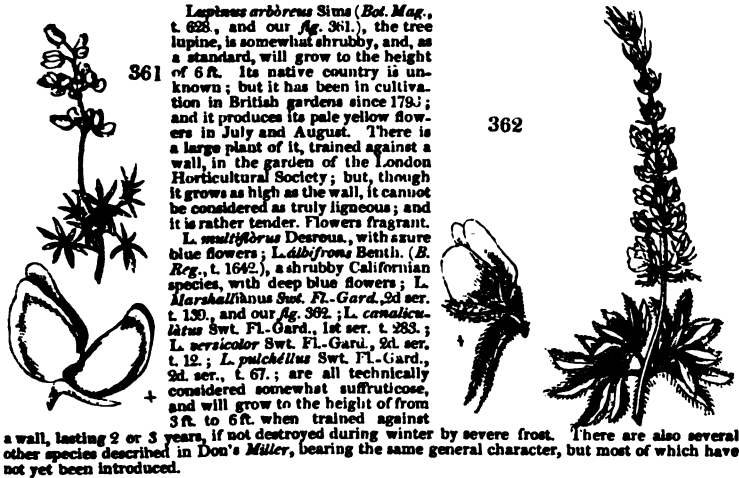 Lupinus arbòreus Sims (Bot. Mag.,
t. 628., and our fig. 361.), the tree
lupine, is somewhat shrubby, and, as
a standard, will grow to the height
of 6 ft. Its native country is un-
known; but it has been in cultiva-
tion in British gardens since 1793;
and it produces its pale yellow flow-
ers in July and August. There is
a large plant of it, trained against a
wall, in the garden of the London
Horticultural Society; but, though
it grows as high as the wall, it cannot
be considered as truly ligneous; and
it is rather tender. Flowers fragrant.
L. multiflòrus Desrous., with azure
blue flowers; L. álbifrons Benth. (B.
Reg., t. 1642.), a shrubby Californian
species, with deep blue flowers; L.
Marshalliànus Swt. Fl.-Gard., 2d ser.
t. 139., and our fig. 362.; L. canalicu-
làtus Swt. Fl.-Gard., 1st ser. t. 283.;
L. versicolor Swt. Fl.-Gard., 2d. ser,
t. 12.; L. pulchéllus Swt. Fl.-Gard.,
2d. ser., t. 67.; are all technically
considered somewhat suffruticose,
and will grow to the height of from
3 ft. to 6 ft. when trained against
a wall, lasting 2 or 3 years, if not destroyed during winter by severe frost. There are also several
other species described in Don's Miller, bearing the same general character, but most of which have
not yet been introduced.
361
362
+
+